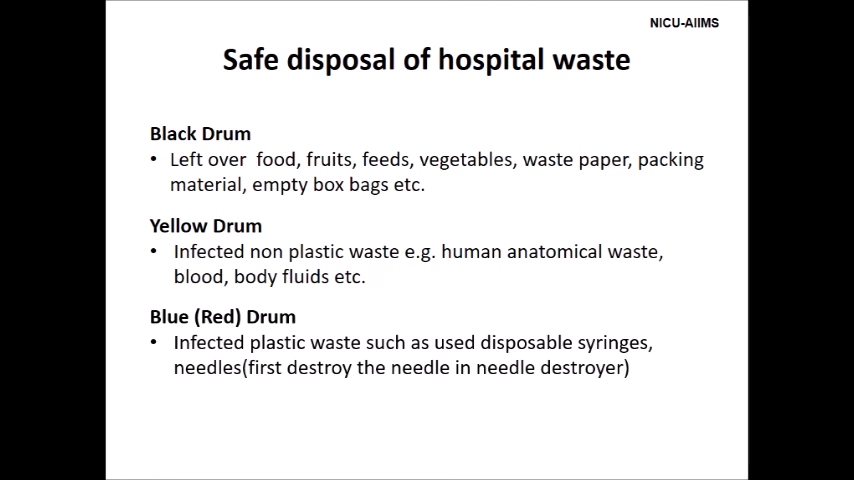 NICU-AIIMS
Safe disposal of hospital waste
Black Drum
• Left over food, fruits, feeds, vegetables, waste paper, packing
material, empty box bags etc.
Yellow Drum
• Infected non plastic waste e.g. human anatomical waste,
blood, body fluids etc.
Blue (Red) Drum
• Infected plastic waste such as used disposable syringes,
needles(first destroy the needle in needle destroyer)